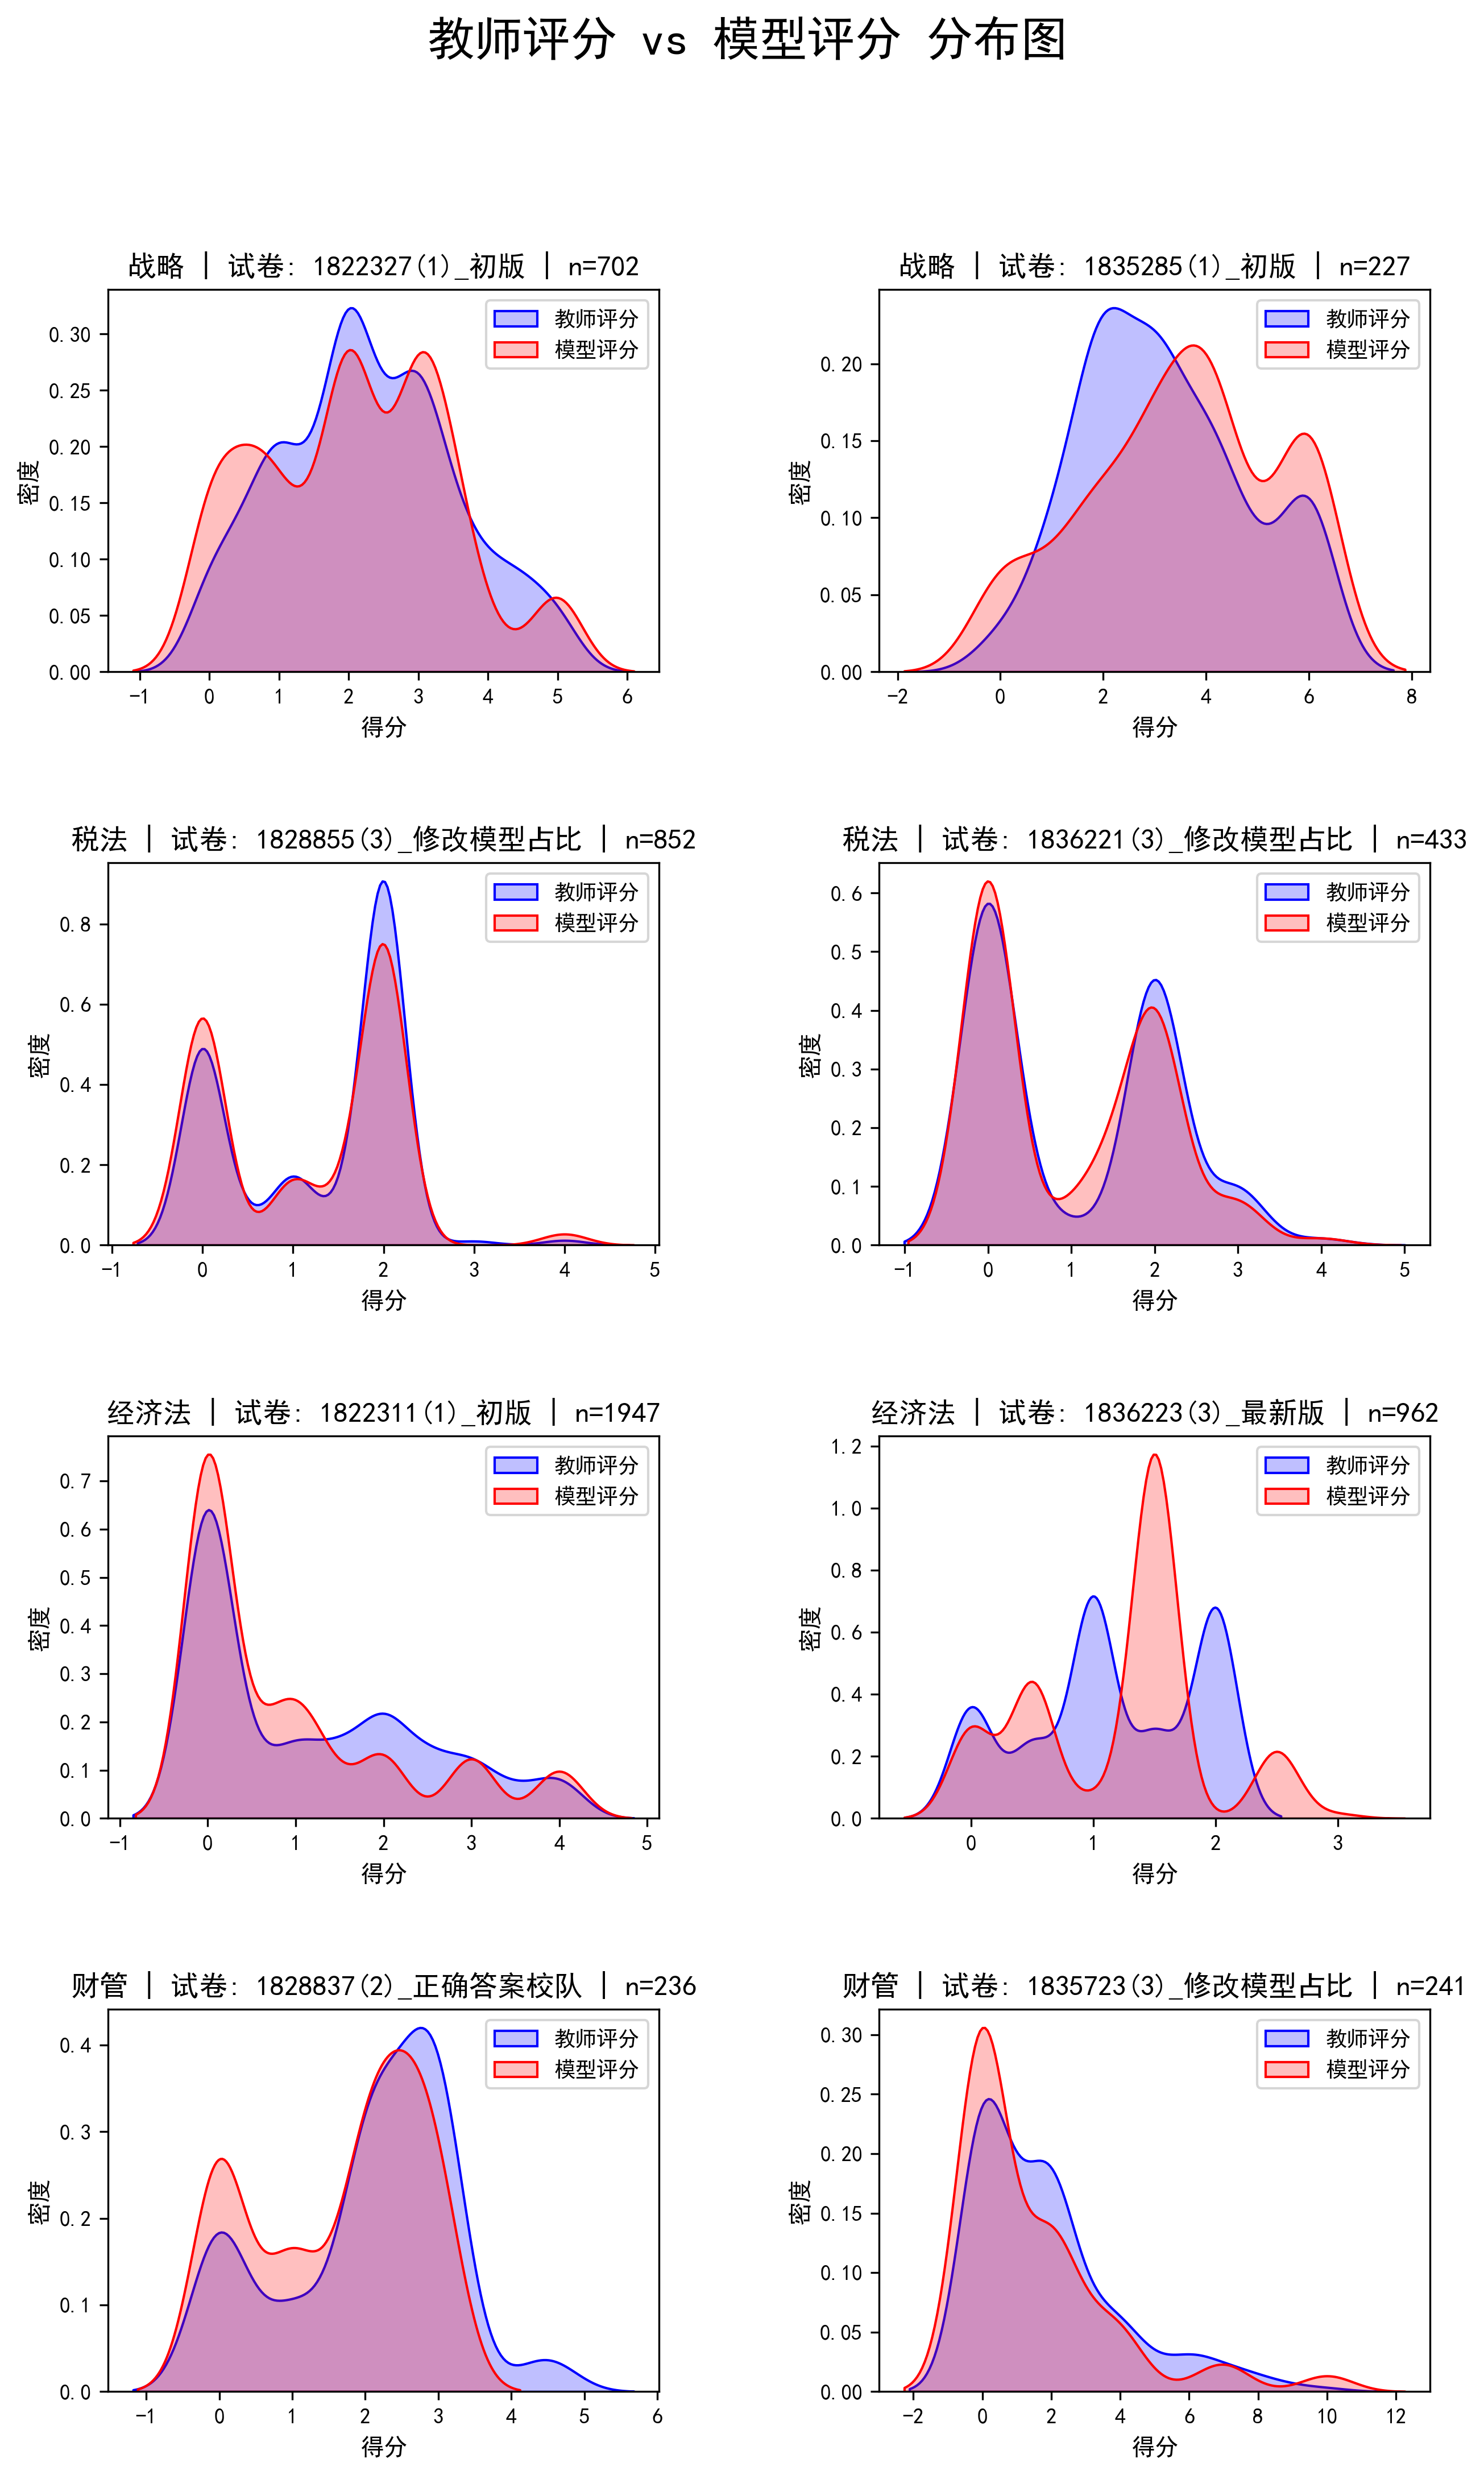 教师评分 vs 模型评分 分布图
战略 | 试卷: 1822327(1)_初版 | n=702
教师评分
模型评分
密度
0.30
0.25
0.20
0.15
0.10
0.05
0.00
-1 0 1 2 3 4 5 6
得分
战略 | 试卷: 1835285(1)_初版 | n=227
教师评分
模型评分
密度
0.20
0.15
0.10
0.05
0.00
-2 0 2 4 6 8
得分
税法 | 试卷: 1828855(3)_修改模型占比 | n=852
教师评分
模型评分
密度
0.8
0.6
0.4
0.2
0.0
-1 0 1 2 3 4 5
得分
税法 | 试卷: 1836221(3)_修改模型占比 | n=433
教师评分
模型评分
密度
0.6
0.5
0.4
0.3
0.2
0.1
0.0
-1 0 1 2 3 4 5
得分
经济法 | 试卷: 1822311(1)_初版 | n=1947
教师评分
模型评分
密度
0.7
0.6
0.5
0.4
0.3
0.2
0.1
0.0
-1 0 1 2 3 4 5
得分
经济法 | 试卷: 1836223(3)_最新版 | n=962
教师评分
模型评分
密度
1.2
1.0
0.8
0.6
0.4
0.2
0.0
0 1 2 3
得分
财管 | 试卷: 1828837(2)_正确答案校队 | n=236
教师评分
模型评分
密度
0.4
0.3
0.2
0.1
0.0
-1 0 1 2 3 4 5 6
得分
财管 | 试卷: 1835723(3)_修改模型占比 | n=241
教师评分
模型评分
密度
0.30
0.25
0.20
0.15
0.10
0.05
0.00
-2 0 2 4 6 8 10 12
得分